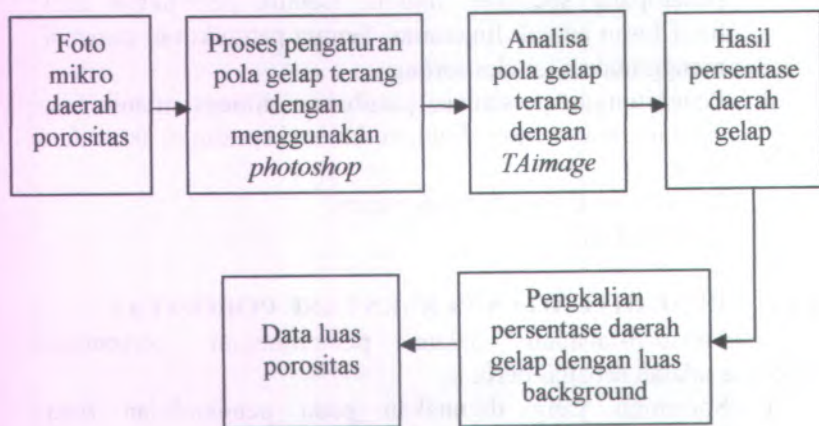 Foto
mikro
daerah
porositas
Proses pengaturan
pola gelap terang
dengan
menggunakan
photoshop
Analisa
pola gelap
terang
dengan
TAimage
Hasil
persentase
daerah
gelap
Pengkalian
persentase daerah
gelap dengan luas
background
Data luas
porositas